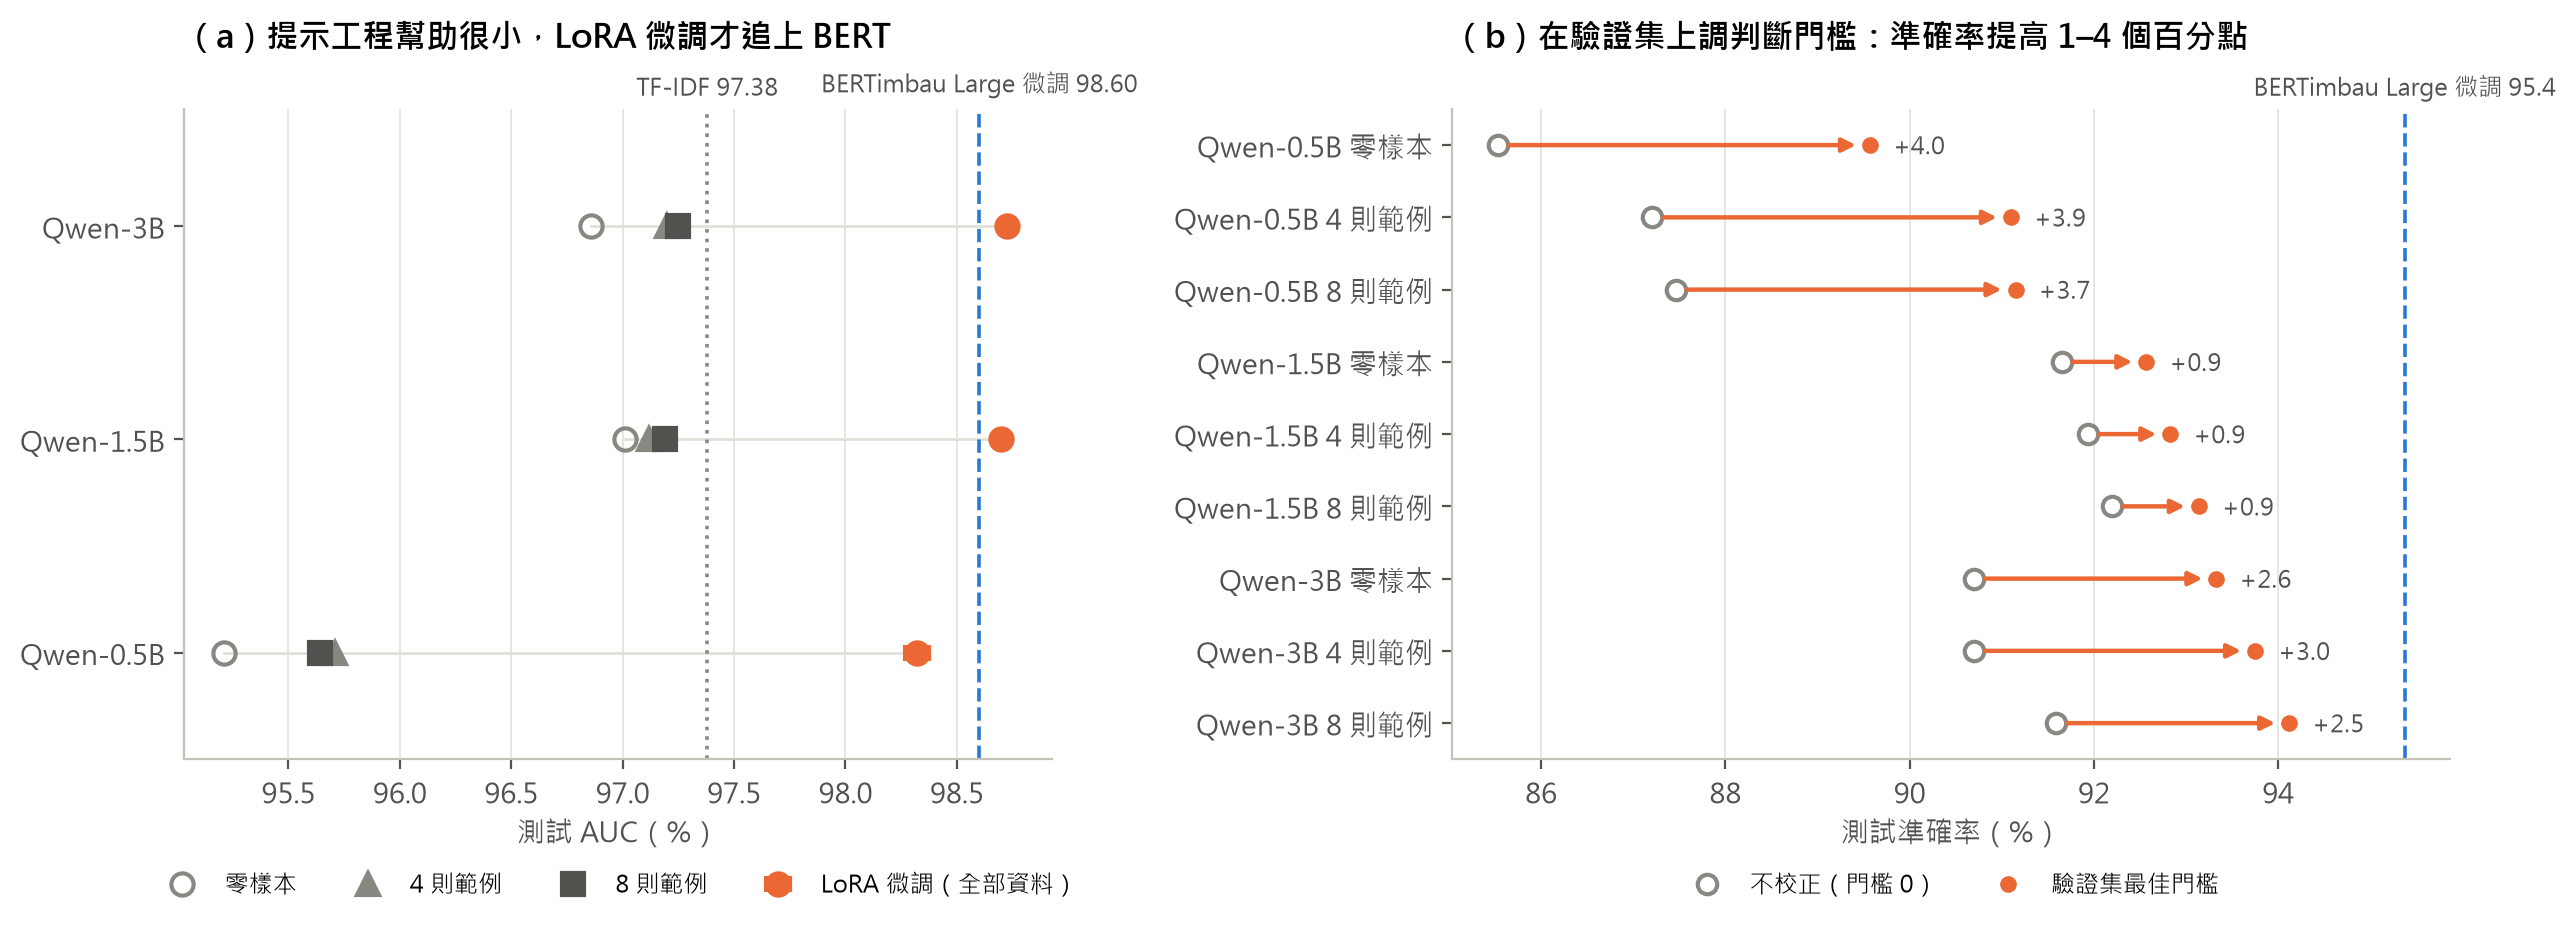 （a）提示工程幫助很小，LoRA 微調才追上 BERT
TF-IDF 97.38
BERTimbau Large 微調 98.60
Qwen-3B
Qwen-1.5B
Qwen-0.5B
95.5 96.0 96.5 97.0 97.5 98.0 98.5
測試 AUC（%）
零樣本 4 則範例 8 則範例 LoRA 微調（全部資料）
（b）在驗證集上調判斷門檻：準確率提高 1–4 個百分點
BERTimbau Large 微調 95.4
Qwen-0.5B 零樣本 +4.0
Qwen-0.5B 4 則範例 +3.9
Qwen-0.5B 8 則範例 +3.7
Qwen-1.5B 零樣本 +0.9
Qwen-1.5B 4 則範例 +0.9
Qwen-1.5B 8 則範例 +0.9
Qwen-3B 零樣本 +2.6
Qwen-3B 4 則範例 +3.0
Qwen-3B 8 則範例 +2.5
86 88 90 92 94
測試準確率（%）
不校正（門檻 0） 驗證集最佳門檻